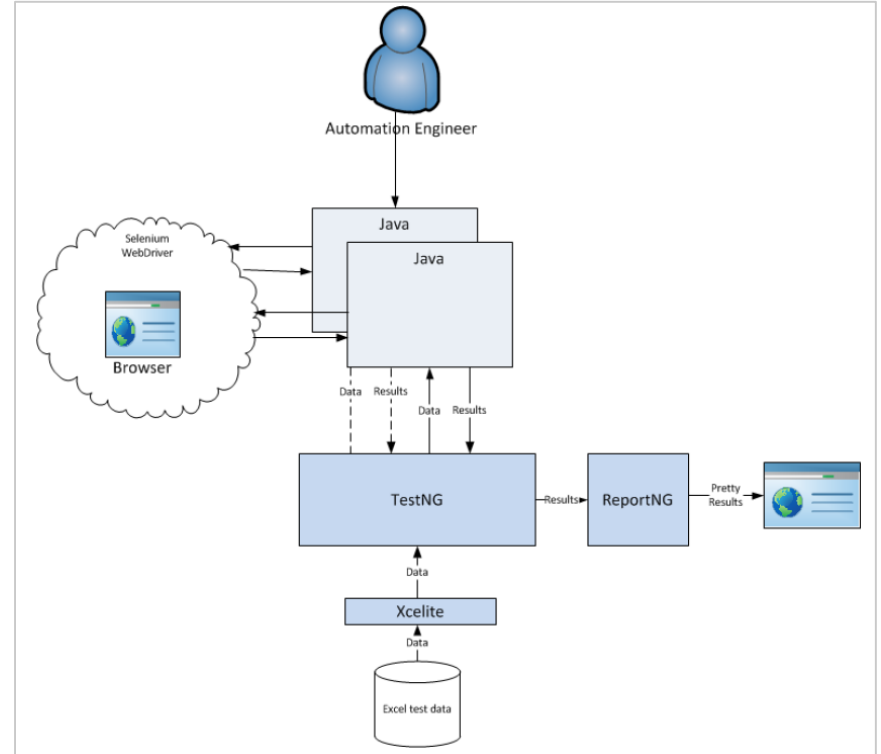 Automation Engineer
Java
Java
Selenium
WebDriver
Browser
Data
Results
Data
Results
TestNG
Results
ReportNG
Pretty
Results
Data
Xcelite
Data
Excel test data